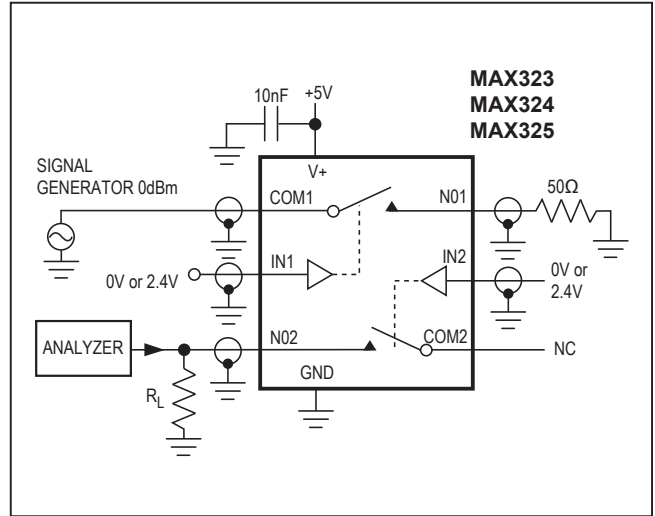 MAX323
MAX324
MAX325
10nF
+5V
V+
SIGNAL
GENERATOR 0dBm
COM1
N01
50Ω
IN1
IN2
0V or 2.4V
0V or
2.4V
ANALYZER
N02
COM2
NC
GND
RL